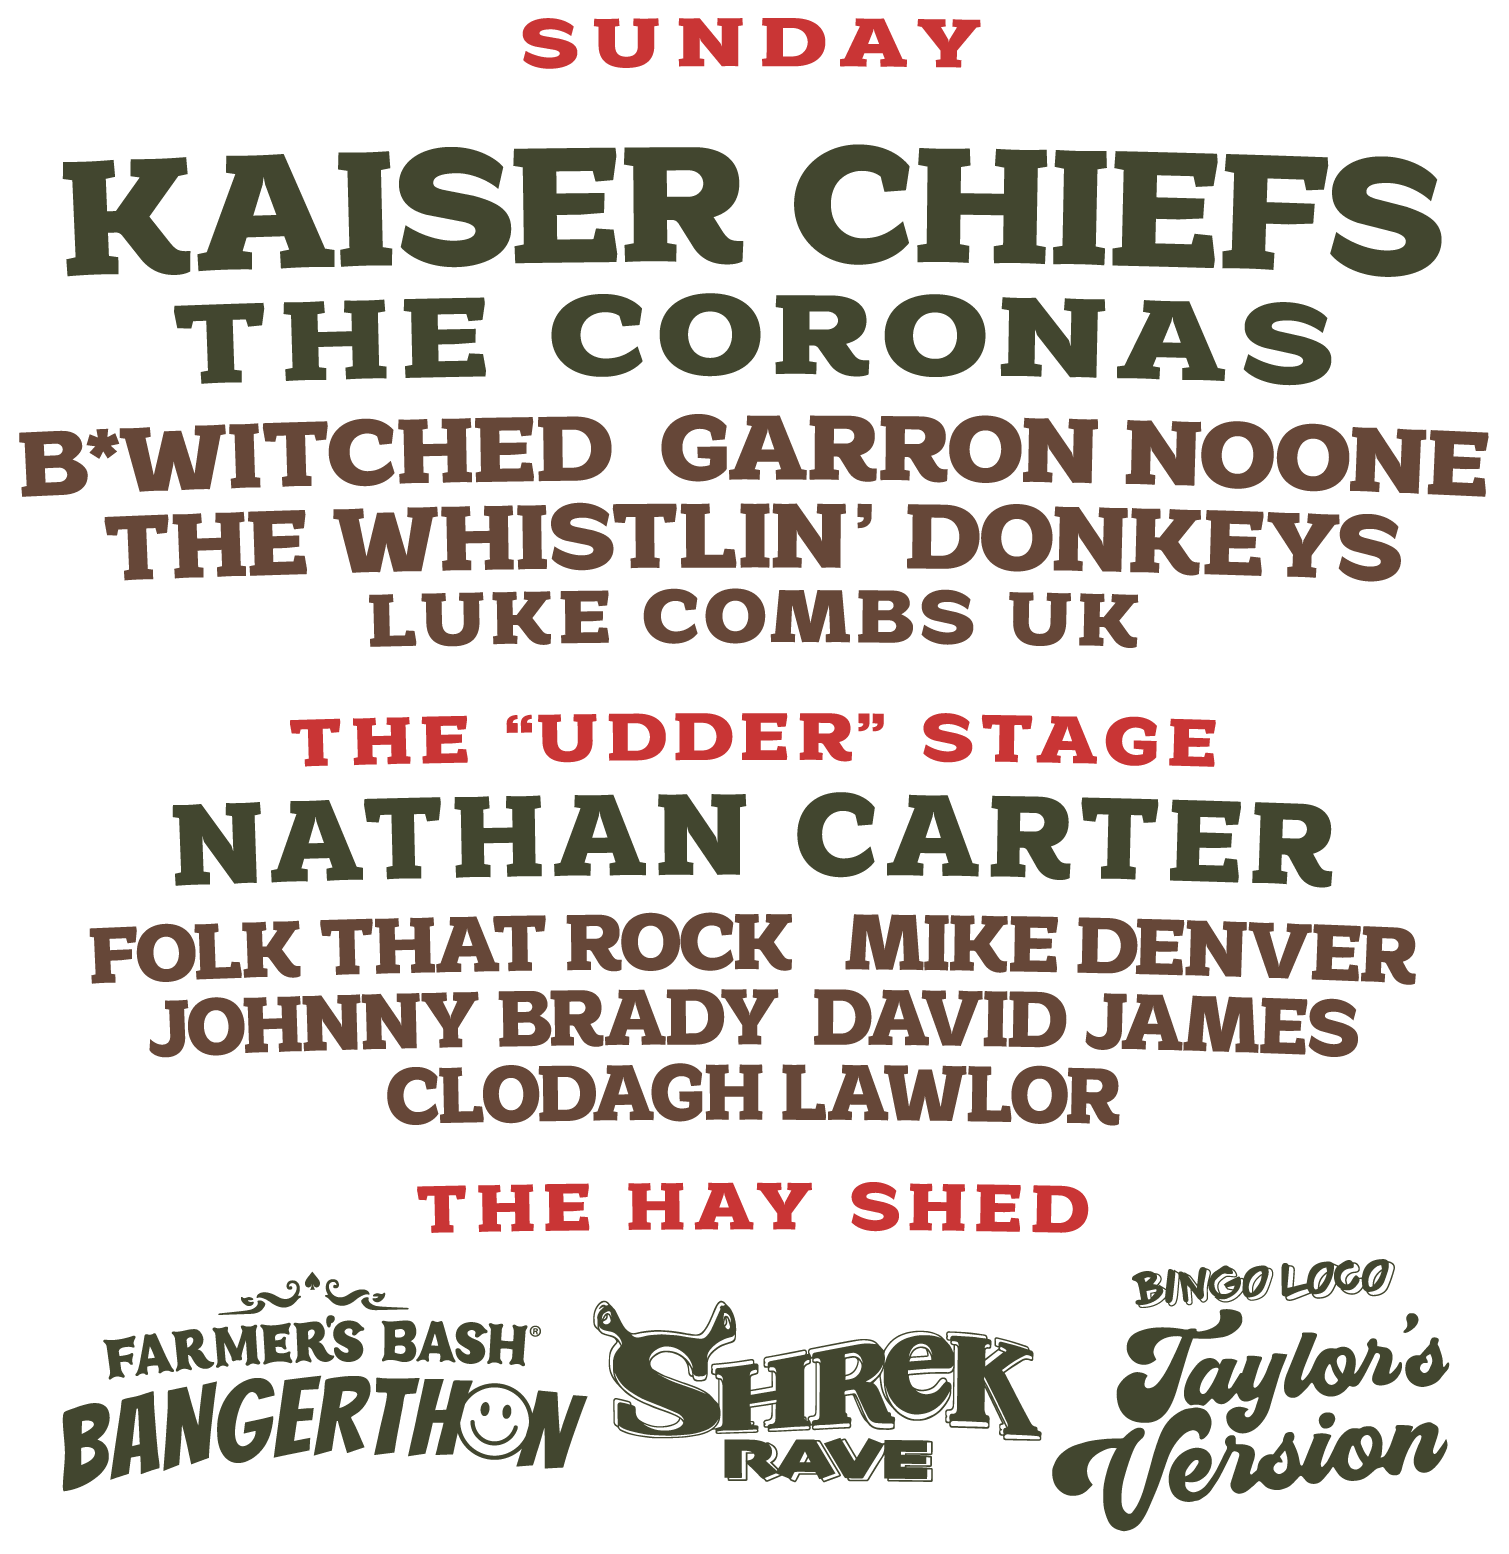 SUNDAY
KAISER CHIEFS
THE CORONAS
B*WITCHED GARRON NOONE
THE WHISTLIN’ DONKEYS
LUKE COMBS UK
THE “UDDER” STAGE
NATHAN CARTER
FOLK THAT ROCK MIKE DENVER
JOHNNY BRADY DAVID JAMES
CLODAGH LAWLOR
THE HAY SHED
FARMER'S BASH®
BANGERTHON
SHREK
RAVE
BINGO LOCO
Taylor's
Version